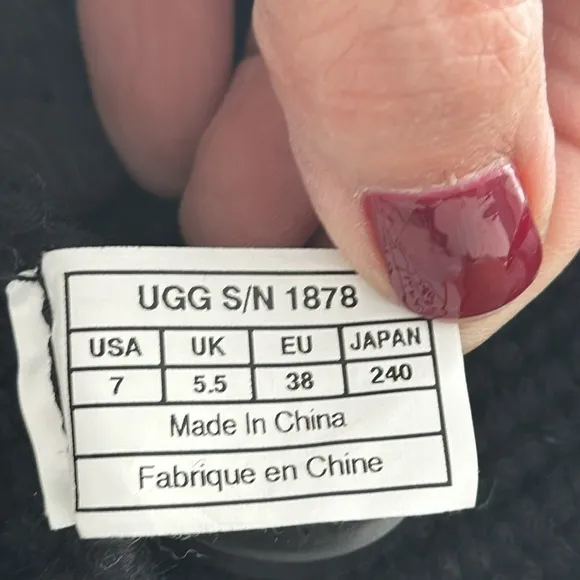 UGG S/N 1878
USA UK EU JAPAN
7 5.5 38 240
Made In China
Fabrique en Chine